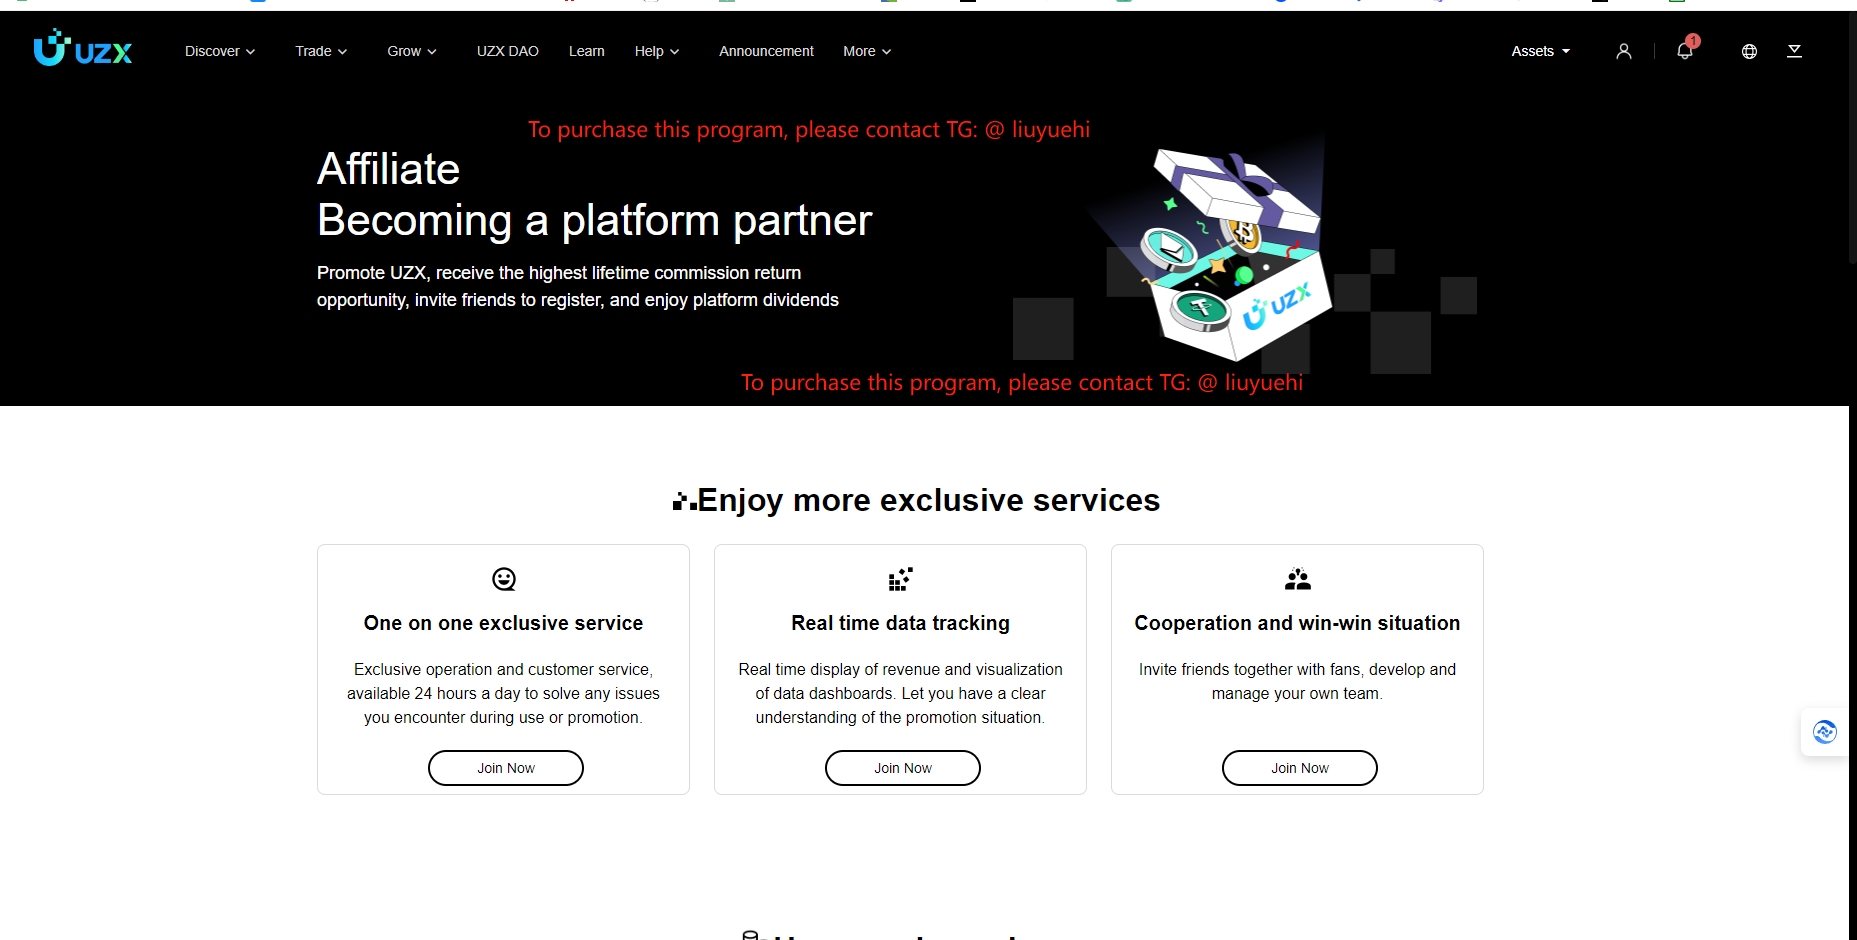 UZX
Discover
Trade
Grow
UZX DAO
Learn
Help
Announcement
More
Assets
1
To purchase this program, please contact TG: @ liuyuehi
Affiliate
Becoming a platform partner
Promote UZX, receive the highest lifetime commission return
opportunity, invite friends to register, and enjoy platform dividends
UZX
To purchase this program, please contact TG: @ liuyuehi
Enjoy more exclusive services
One on one exclusive service
Exclusive operation and customer service,
available 24 hours a day to solve any issues
you encounter during use or promotion.
Join Now
Real time data tracking
Real time display of revenue and visualization
of data dashboards. Let you have a clear
understanding of the promotion situation.
Join Now
Cooperation and win-win situation
Invite friends together with fans, develop and
manage your own team.
Join Now